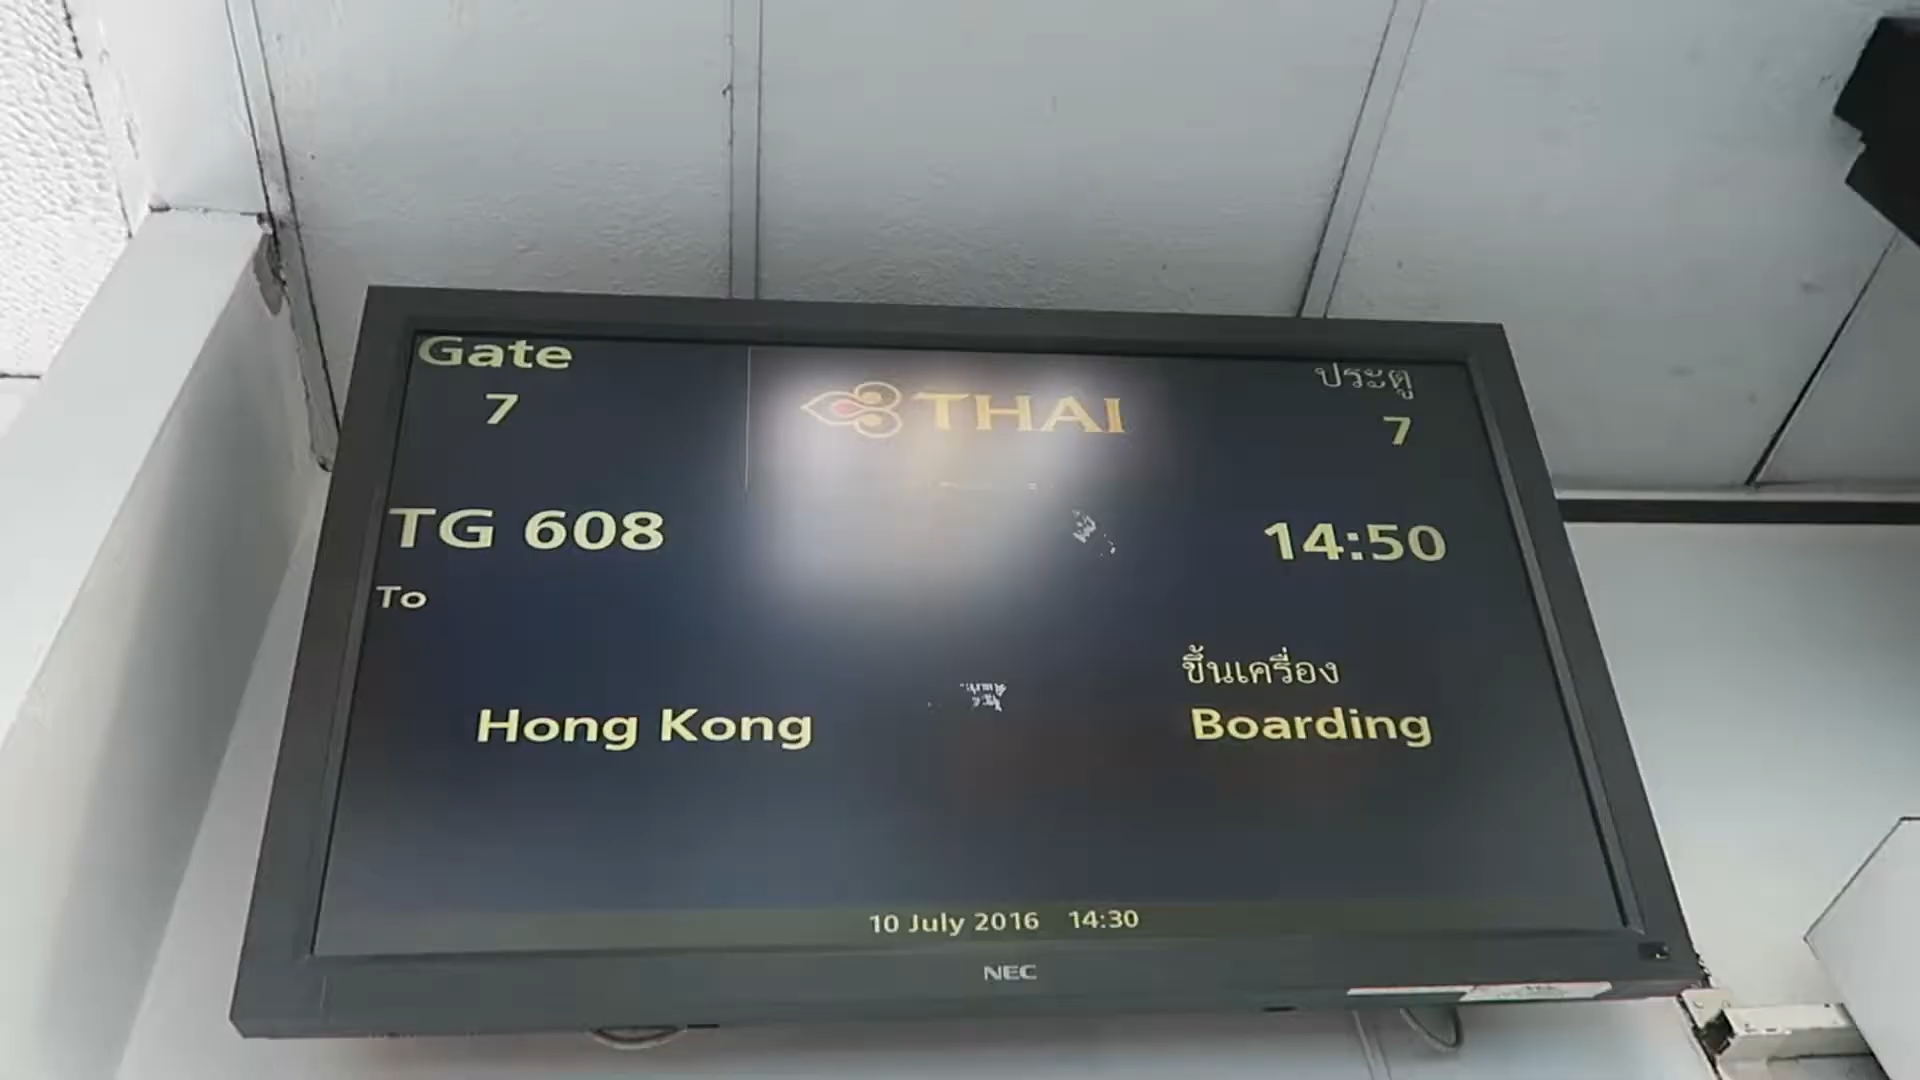 Gate
7
THAI
ประตู
7
TG 608
14:50
To
ขึ้นเครื่อง
Hong Kong
Boarding
10 July 2016 14:30
NEC